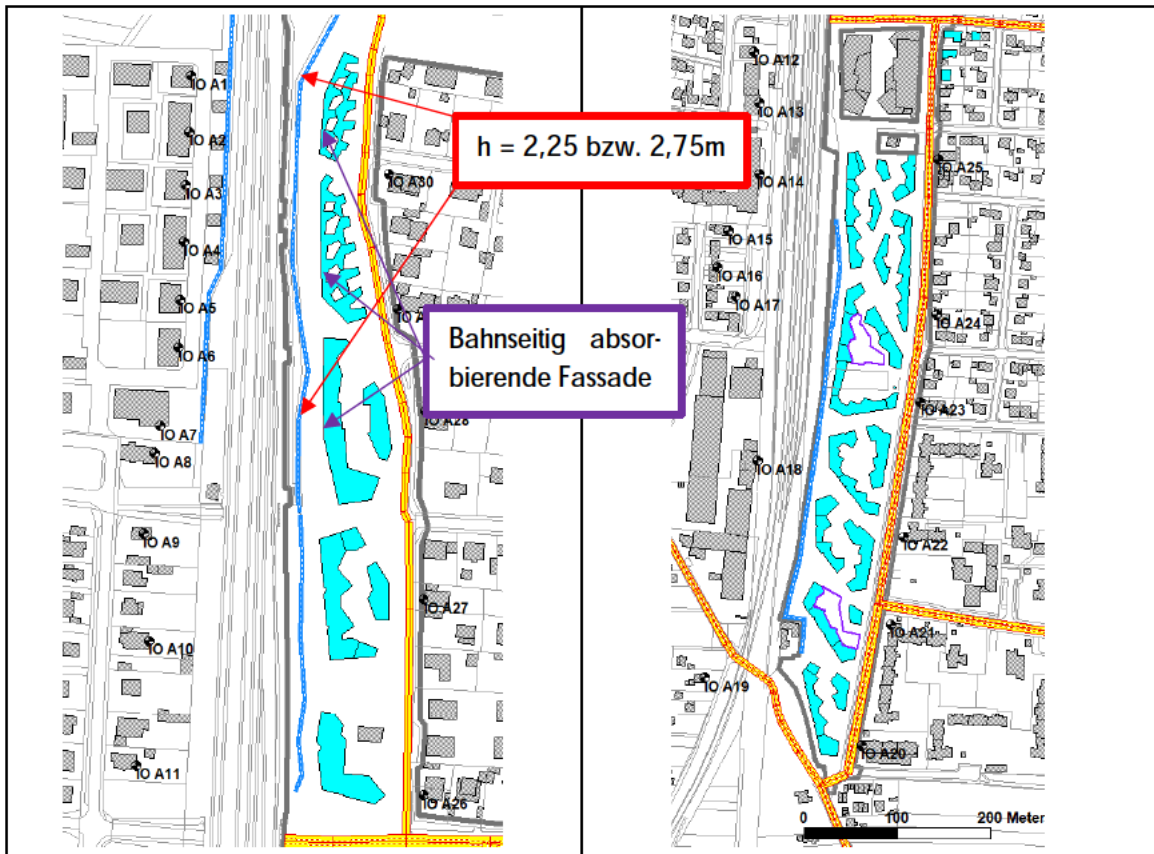 IO A1
IO A2
IO A3
IO A4
IO A5
IO A6
IO A7
IO A8
IO A9
IO A10
IO A11
h = 2,25 bzw. 2,75m
IO A30
Bahnseitig absor-
bierende Fassade
A28
IO A27
IO A26
IO A12
IO A13
IO A14
IO A15
IO A16
IO A17
IO A18
IO A19
IO A25
IO A24
IO A23
IO A22
IO A21
IO A20
0 100 200 Meter